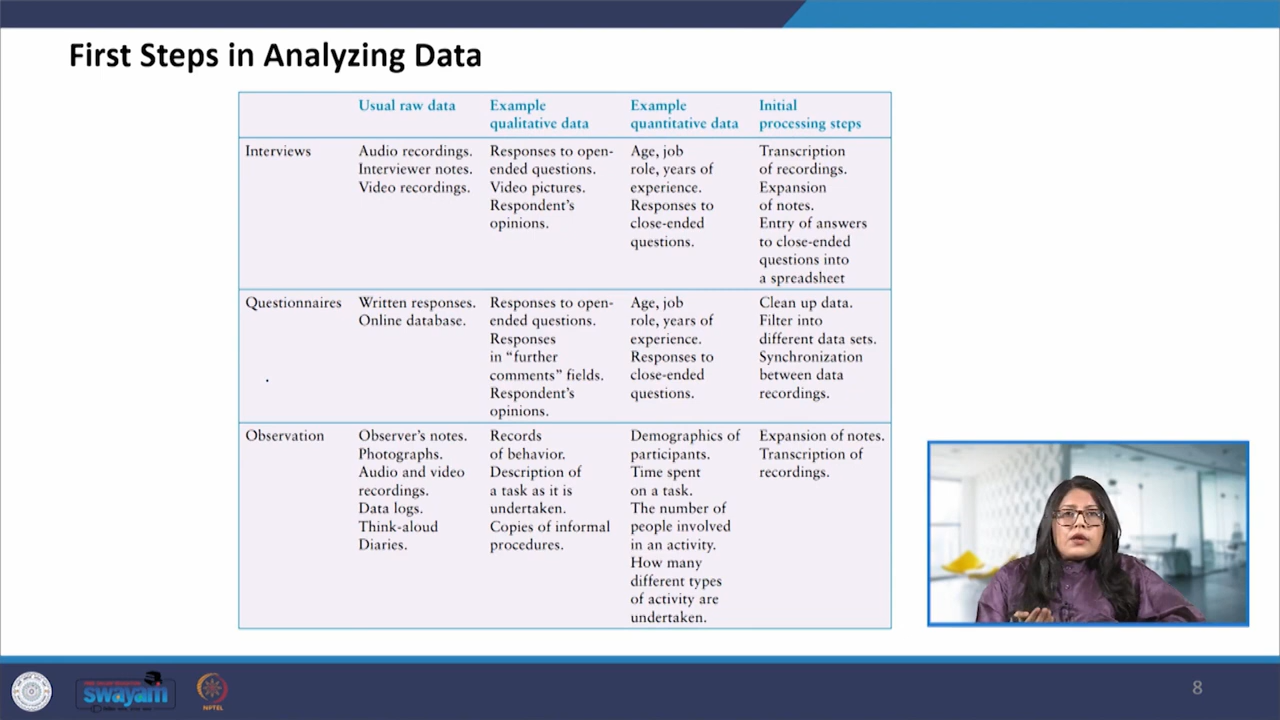 First Steps in Analyzing Data
Usual raw data
Example
qualitative data
Example
quantitative data
Initial
processing steps
Interviews
Audio recordings.
Interviewer notes.
Video recordings.
Responses to open-
ended questions.
Video pictures.
Respondent's
opinions.
Age, job
role, years of
experience.
Responses to
close-ended
questions.
Transcription
of recordings.
Expansion
of notes.
Entry of answers
to close-ended
questions into
a spreadsheet
Questionnaires
Written responses.
Online database.
Responses to open-
ended questions.
Responses
in “further
comments” fields.
Respondent's
opinions.
Age, job
role, years of
experience.
Responses to
close-ended
questions.
Clean up data.
Filter into
different data sets.
Synchronization
between data
recordings.
Observation
Observer's notes.
Photographs.
Audio and video
recordings.
Data logs.
Think-aloud
Diaries.
Records
of behavior.
Description of
a task as it is
undertaken.
Copies of informal
procedures.
Demographics of
participants.
Time spent
on a task.
The number of
people involved
in an activity.
How many
different types
of activity are
undertaken.
Expansion of notes.
Transcription of
recordings.
swayam
NPTEL
8